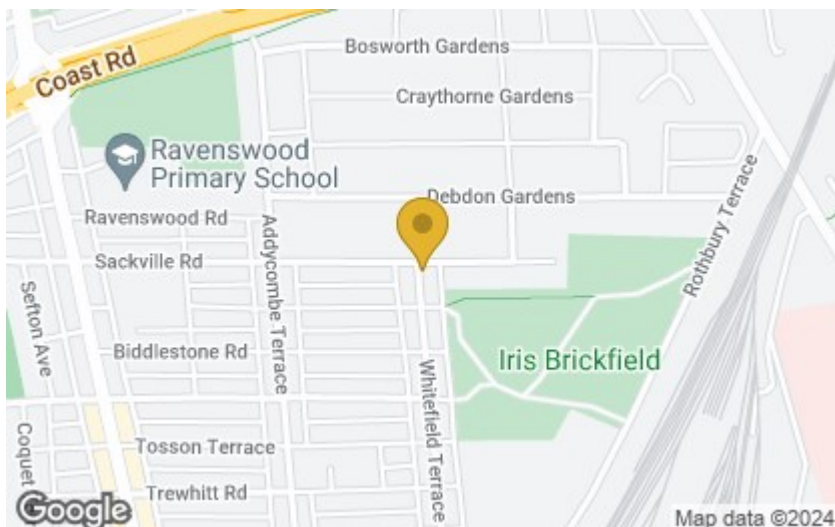 Bosworth Gardens
Coast Rd
Craythorne Gardens
Ravenswood
Primary School
Debdon Gardens
Ravenswood Rd
Rothbury Terrace
Addycombe Terrace
Sackville Rd
Sefton Ave
Biddlestone Rd
Iris Brickfield
Whitefield Terrace
Coquet
Tosson Terrace
Trewhitt Rd
Google
Map data ©2024